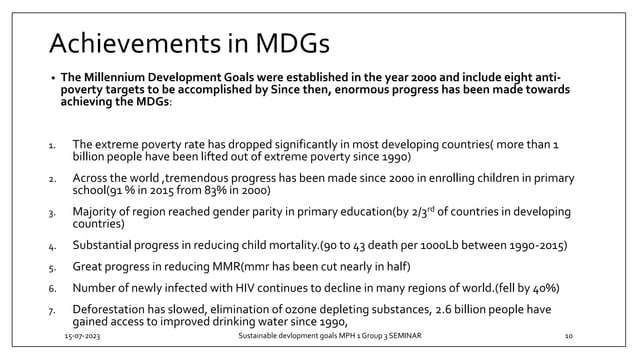 Achievements in MDGs
• The Millennium Development Goals were established in the year 2000 and include eight anti-
poverty targets to be accomplished by Since then, enormous progress has been made towards
achieving the MDGs:
1. The extreme poverty rate has dropped significantly in most developing countries( more than 1
billion people have been lifted out of extreme poverty since 1990)
2. Across the world ,tremendous progress has been made since 2000 in enrolling children in primary
school(91 % in 2015 from 83% in 2000)
3. Majority of region reached gender parity in primary education(by 2/3rd of countries in developing
countries)
4. Substantial progress in reducing child mortality.(90 to 43 death per 1000Lb between 1990-2015)
5. Great progress in reducing MMR(mmr has been cut nearly in half)
6. Number of newly infected with HIV continues to decline in many regions of world.(fell by 40%)
7. Deforestation has slowed, elimination of ozone depleting substances, 2.6 billion people have
gained access to improved drinking water since 1990,
15-07-2023 Sustainable devlopment goals MPH 1 Group 3 SEMINAR 10